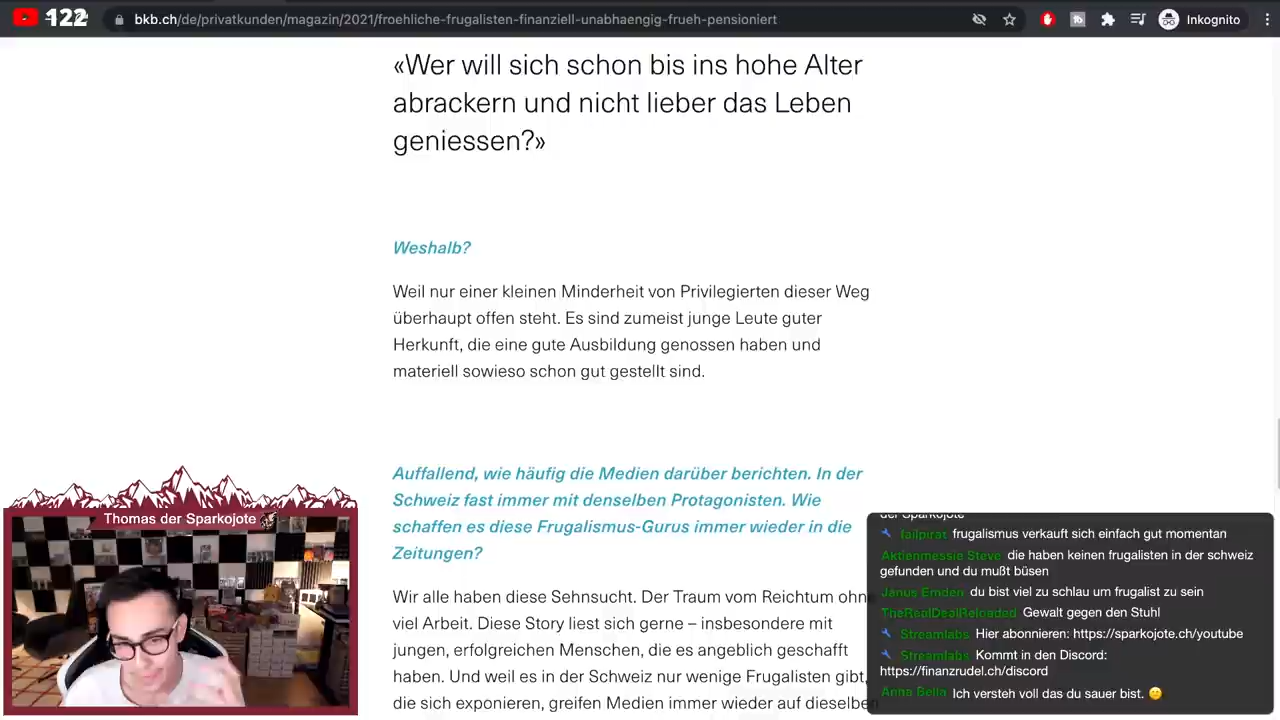 122
bkb.ch/de/privatkunden/magazin/2021/froehliche-frugalisten-finanziell-unabhaengig-frueh-pensioniert
Inkognito
«Wer will sich schon bis ins hohe Alter
abrackern und nicht lieber das Leben
geniessen?»
Weshalb?
Weil nur einer kleinen Minderheit von Privilegierten dieser Weg
überhaupt offen steht. Es sind zumeist junge Leute guter
Herkunft, die eine gute Ausbildung genossen haben und
materiell sowieso schon gut gestellt sind.
Auffallend, wie häufig die Medien darüber berichten. In der
Schweiz fast immer mit denselben Protagonisten. Wie
schaffen es diese Frugalismus-Gurus immer wieder in die
Zeitungen?
Wir alle haben diese Sehnsucht. Der Traum vom Reichtum ohne
viel Arbeit. Diese Story liest sich gerne – insbesondere mit
jungen, erfolgreichen Menschen, die es angeblich geschafft
haben. Und weil es in der Schweiz nur wenige Frugalisten gibt,
die sich exponieren, greifen Medien immer wieder auf dieselben
Thomas der Sparkojote
der Sparkojote
failpirat frugalismus verkauft sich einfach gut momentan
Aktienmessie Steve die haben keinen frugalisten in der schweiz
gefunden und du mußt büsen
Janus Emden du bist viel zu schlau um frugalist zu sein
TheRealDealReloaded Gewalt gegen den Stuhl
Streamlabs Hier abonnieren: https://sparkojote.ch/youtube
Streamlabs Kommt in den Discord:
https://finanzrudel.ch/discord
Anna Bella Ich versteh voll das du sauer bist.